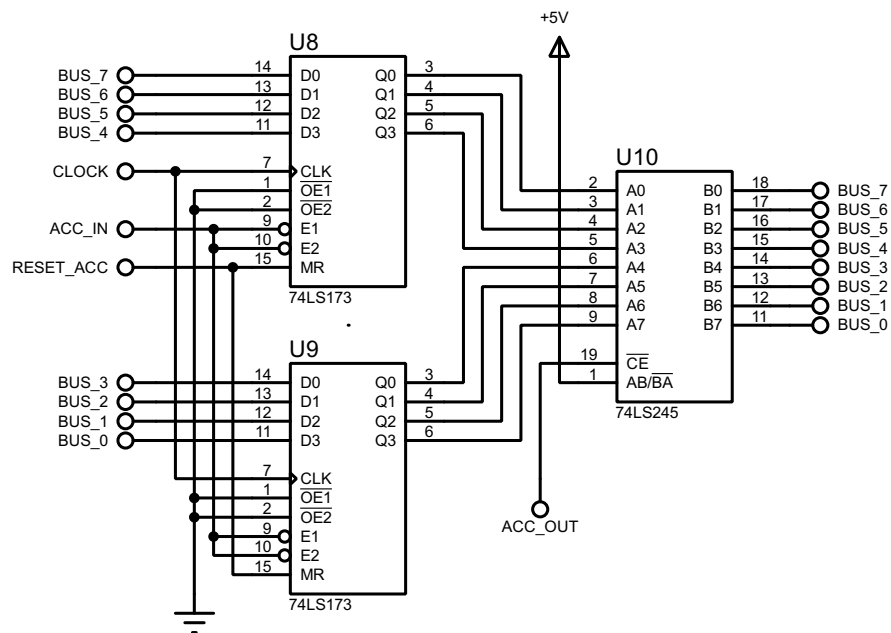 +5V
U8
BUS_7 14 D0 Q0 3
BUS_6 13 D1 Q1 4
BUS_5 12 D2 Q2 5
BUS_4 11 D3 Q3 6
CLOCK 7 CLK
1 OE1
2 OE2
ACC_IN 9 E1
10 E2
RESET_ACC 15 MR
74LS173
U10
2 A0 B0 18 BUS_7
3 A1 B1 17 BUS_6
4 A2 B2 16 BUS_5
5 A3 B3 15 BUS_4
6 A4 B4 14 BUS_3
7 A5 B5 13 BUS_2
8 A6 B6 12 BUS_1
9 A7 B7 11 BUS_0
19 CE
1 AB/BA
74LS245
U9
BUS_3 14 D0 Q0 3
BUS_2 13 D1 Q1 4
BUS_1 12 D2 Q2 5
BUS_0 11 D3 Q3 6
7 CLK
1 OE1
2 OE2
9 E1
10 E2
15 MR
74LS173
ACC_OUT